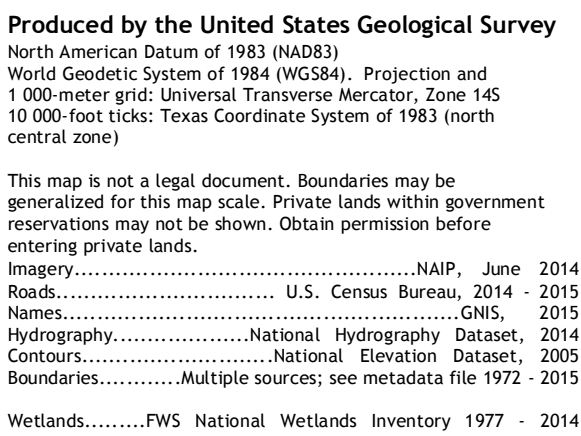 Produced by the United States Geological Survey
North American Datum of 1983 (NAD83)
World Geodetic System of 1984 (WGS84). Projection and
1 000-meter grid: Universal Transverse Mercator, Zone 14S
10 000-foot ticks: Texas Coordinate System of 1983 (north
central zone)
This map is not a legal document. Boundaries may be
generalized for this map scale. Private lands within government
reservations may not be shown. Obtain permission before
entering private lands.
Imagery.....................................................NAIP, June 2014
Roads.................................. U.S. Census Bureau, 2014 - 2015
Names.........................................................GNIS, 2015
Hydrography.....................National Hydrography Dataset, 2014
Contours.............................National Elevation Dataset, 2005
Boundaries............Multiple sources; see metadata file 1972 - 2015
Wetlands.........FWS National Wetlands Inventory 1977 - 2014